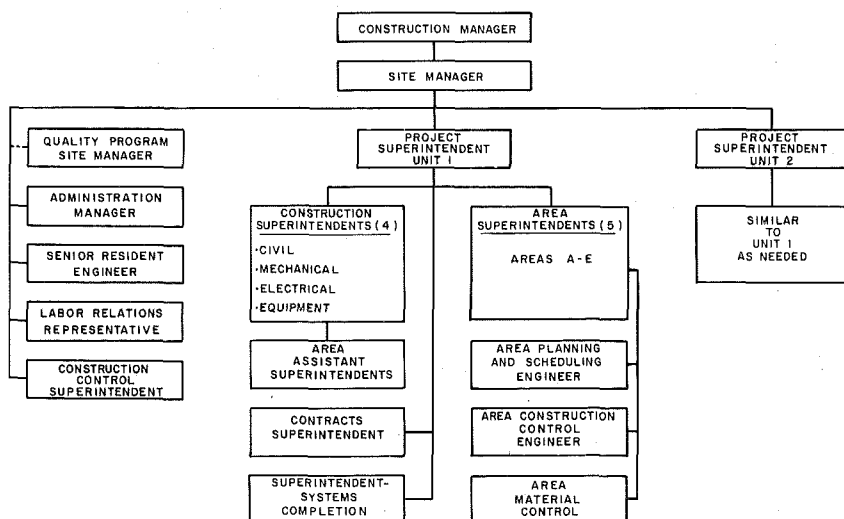 CONSTRUCTION MANAGER
SITE MANAGER
QUALITY PROGRAM
SITE MANAGER
ADMINISTRATION
MANAGER
SENIOR RESIDENT
ENGINEER
LABOR RELATIONS
REPRESENTATIVE
CONSTRUCTION
CONTROL
SUPERINTENDENT
PROJECT
SUPERINTENDENT
UNIT 1
CONSTRUCTION
SUPERINTENDENTS (4)
·CIVIL
·MECHANICAL
·ELECTRICAL
·EQUIPMENT
AREA
ASSISTANT
SUPERINTENDENTS
CONTRACTS
SUPERINTENDENT
SUPERINTENDENT-
SYSTEMS
COMPLETION
AREA
SUPERINTENDENTS (5)
AREAS A-E
AREA PLANNING
AND SCHEDULING
ENGINEER
AREA CONSTRUCTION
CONTROL
ENGINEER
AREA
MATERIAL
CONTROL
PROJECT
SUPERINTENDENT
UNIT 2
SIMILAR
TO
UNIT 1
AS NEEDED